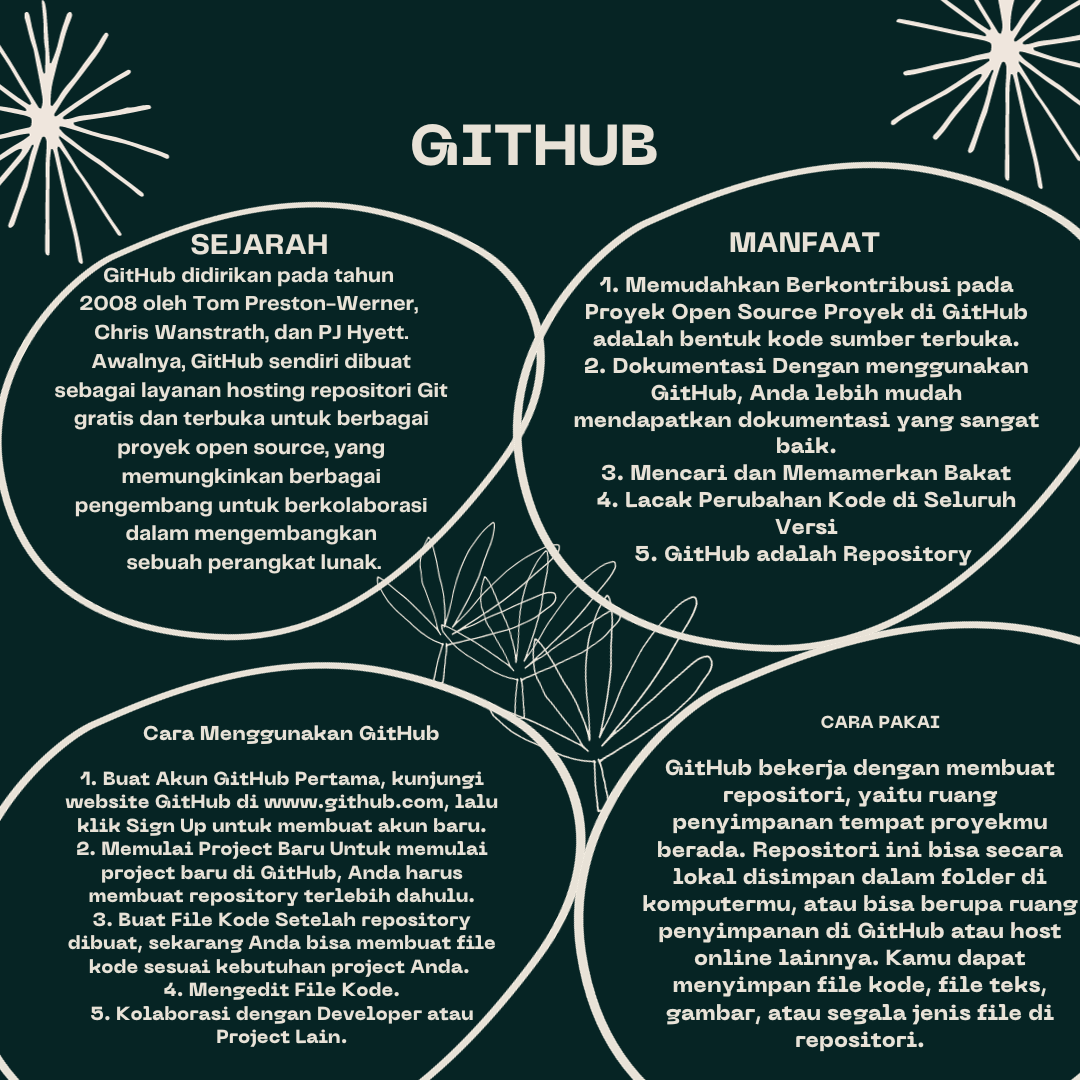 GITHUB
SEJARAH
GitHub didirikan pada tahun
2008 oleh Tom Preston-Werner,
Chris Wanstrath, dan PJ Hyett.
Awalnya, GitHub sendiri dibuat
sebagai layanan hosting repositori Git
gratis dan terbuka untuk berbagai
proyek open source, yang
memungkinkan berbagai
pengembang untuk berkolaborasi
dalam mengembangkan
sebuah perangkat lunak.
MANFAAT
1. Memudahkan Berkontribusi pada
Proyek Open Source Proyek di GitHub
adalah bentuk kode sumber terbuka.
2. Dokumentasi Dengan menggunakan
GitHub, Anda lebih mudah
mendapatkan dokumentasi yang sangat
baik.
3. Mencari dan Memamerkan Bakat
4. Lacak Perubahan Kode di Seluruh
Versi
5. GitHub adalah Repository
Cara Menggunakan GitHub
1. Buat Akun GitHub Pertama, kunjungi
website GitHub di www.github.com, lalu
klik Sign Up untuk membuat akun baru.
2. Memulai Project Baru Untuk memulai
project baru di GitHub, Anda harus
membuat repository terlebih dahulu.
3. Buat File Kode Setelah repository
dibuat, sekarang Anda bisa membuat file
kode sesuai kebutuhan project Anda.
4. Mengedit File Kode.
5. Kolaborasi dengan Developer atau
Project Lain.
CARA PAKAI
GitHub bekerja dengan membuat
repositori, yaitu ruang
penyimpanan tempat proyekmu
berada. Repositori ini bisa secara
lokal disimpan dalam folder di
komputermu, atau bisa berupa ruang
penyimpanan di GitHub atau host
online lainnya. Kamu dapat
menyimpan file kode, file teks,
gambar, atau segala jenis file di
repositori.